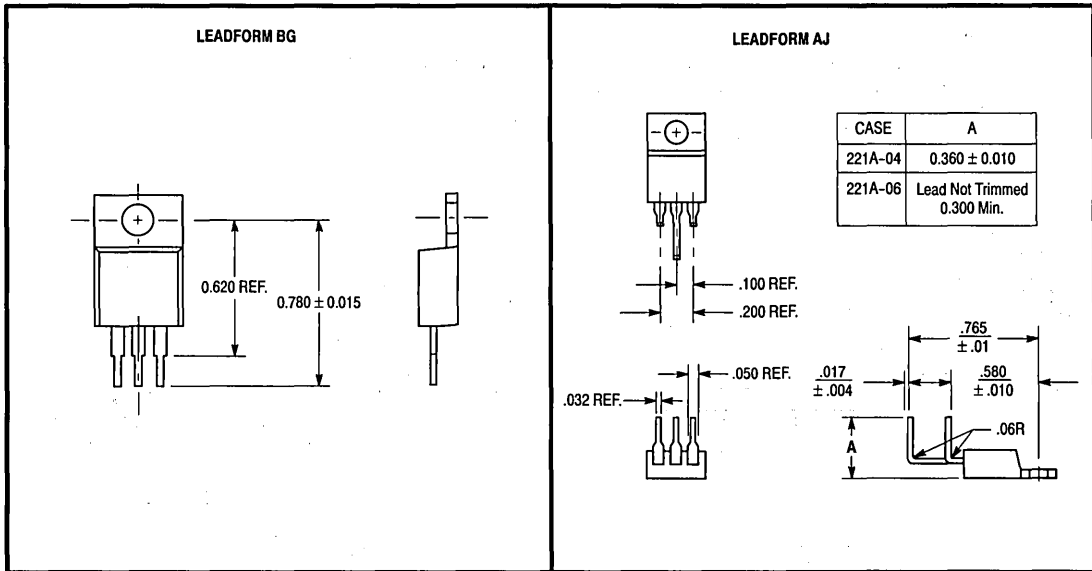 LEADFORM BG
0.620 REF.
0.780 ± 0.015
LEADFORM AJ
CASE A
221A-04 0.360 ± 0.010
221A-06 Lead Not Trimmed
0.300 Min.
.100 REF.
.200 REF.
.050 REF.
.032 REF.
.765
± .01
.017
± .004
.580
± .010
A
.06R